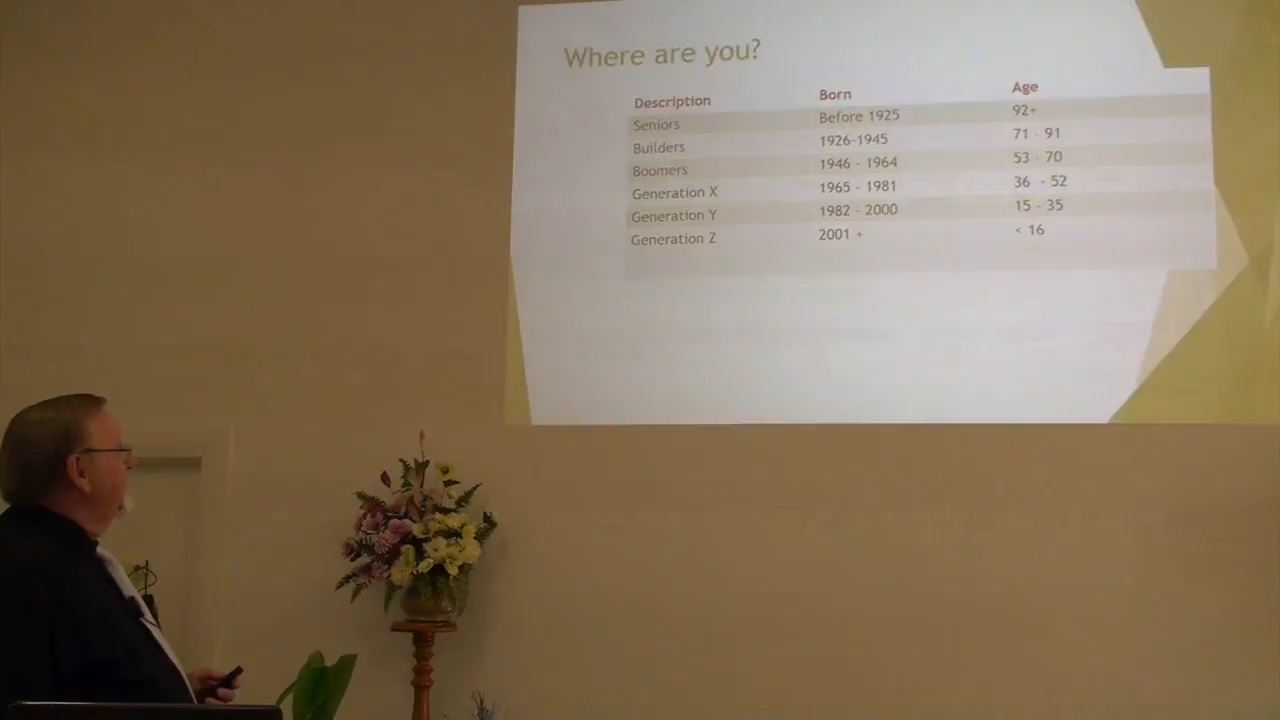 Where are you?
Description Born Age
Seniors Before 1925 92+
Builders 1926-1945 71 - 91
Boomers 1946 - 1964 53 - 70
Generation X 1965 - 1981 36 - 52
Generation Y 1982 - 2000 15 - 35
Generation Z 2001 + < 16